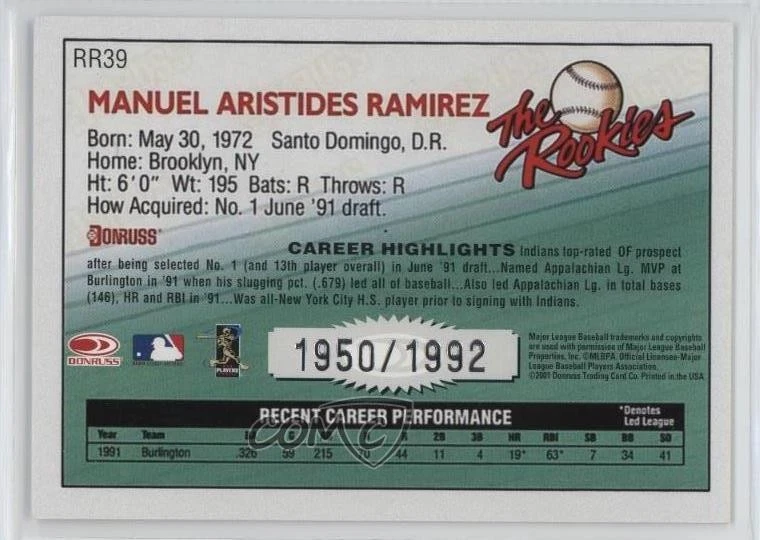 RR39
MANUEL ARISTIDES RAMIREZ
The Rookies
Born: May 30, 1972 Santo Domingo, D.R.
Home: Brooklyn, NY
Ht: 6'0" Wt: 195 Bats: R Throws: R
How Acquired: No. 1 June '91 draft.
DONRUSS
CAREER HIGHLIGHTS Indians top-rated OF prospect
after being selected No. 1 (and 13th player overall) in June '91 draft...Named Appalachian Lg. MVP at
Burlington in '91 when his slugging pct. (.679) led all of baseball...Also led Appalachian Lg. in total bases
(146), HR and RBI in '91...Was all-New York City H.S. player prior to signing with Indians.
DONRUSS
PLAYERS
1950/1992
Major League Baseball trademarks and copyrights
are used with permission of Major League Baseball
Properties, Inc. ©MLBPA. Official Licensee-Major
League Baseball Players Association.
©2001 Donruss Trading Card Co. Printed in the USA
RECENT CAREER PERFORMANCE
*Denotes
Led League
Year Team R 2B 3B HR RBI SB BB SO
1991 Burlington .326 59 215 70 44 11 4 19* 63* 7 34 41
COMC